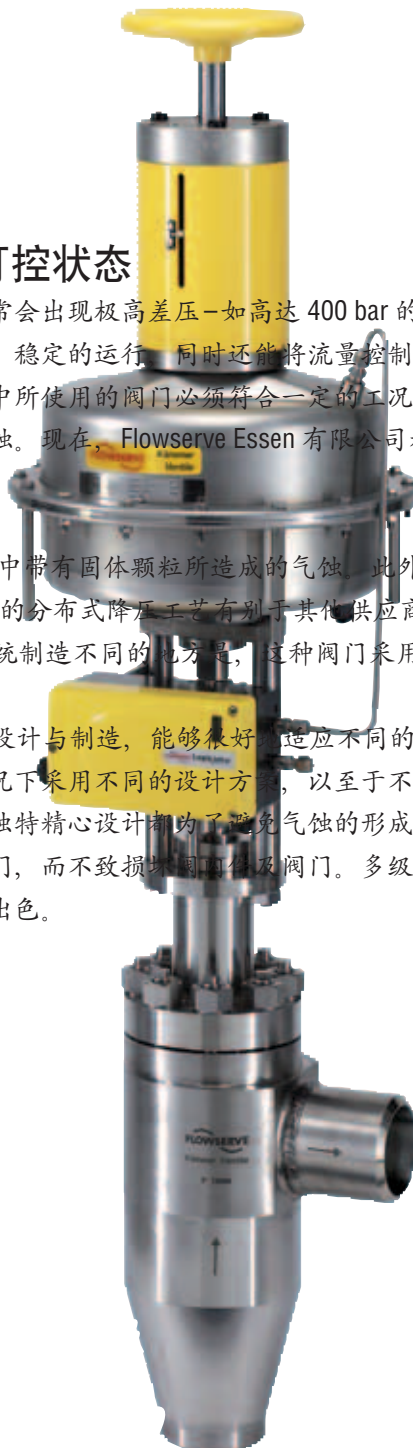 可控状态
常会出现极高差压-如高达 400 bar 的
稳定的运行, 同时还能将流量控制
中所使用的阀门必须符合一定的工况
蚀。现在, Flowserve Essen 有限公司
FLOWSERVE
Kämmer
Ventile
中带有固体颗粒所造成的气蚀。此外
的分布式降压工艺有别于其他供应商
统制造不同的地方是, 这种阀门采用
设计与制造, 能够很好地适应不同的
况下采用不同的设计方案, 以至于不
独特精心设计都为了避免气蚀的形成
门, 而不致损坏阀内件及阀门。多级
出色。
FLOWSERVE
Kämmer Ventile